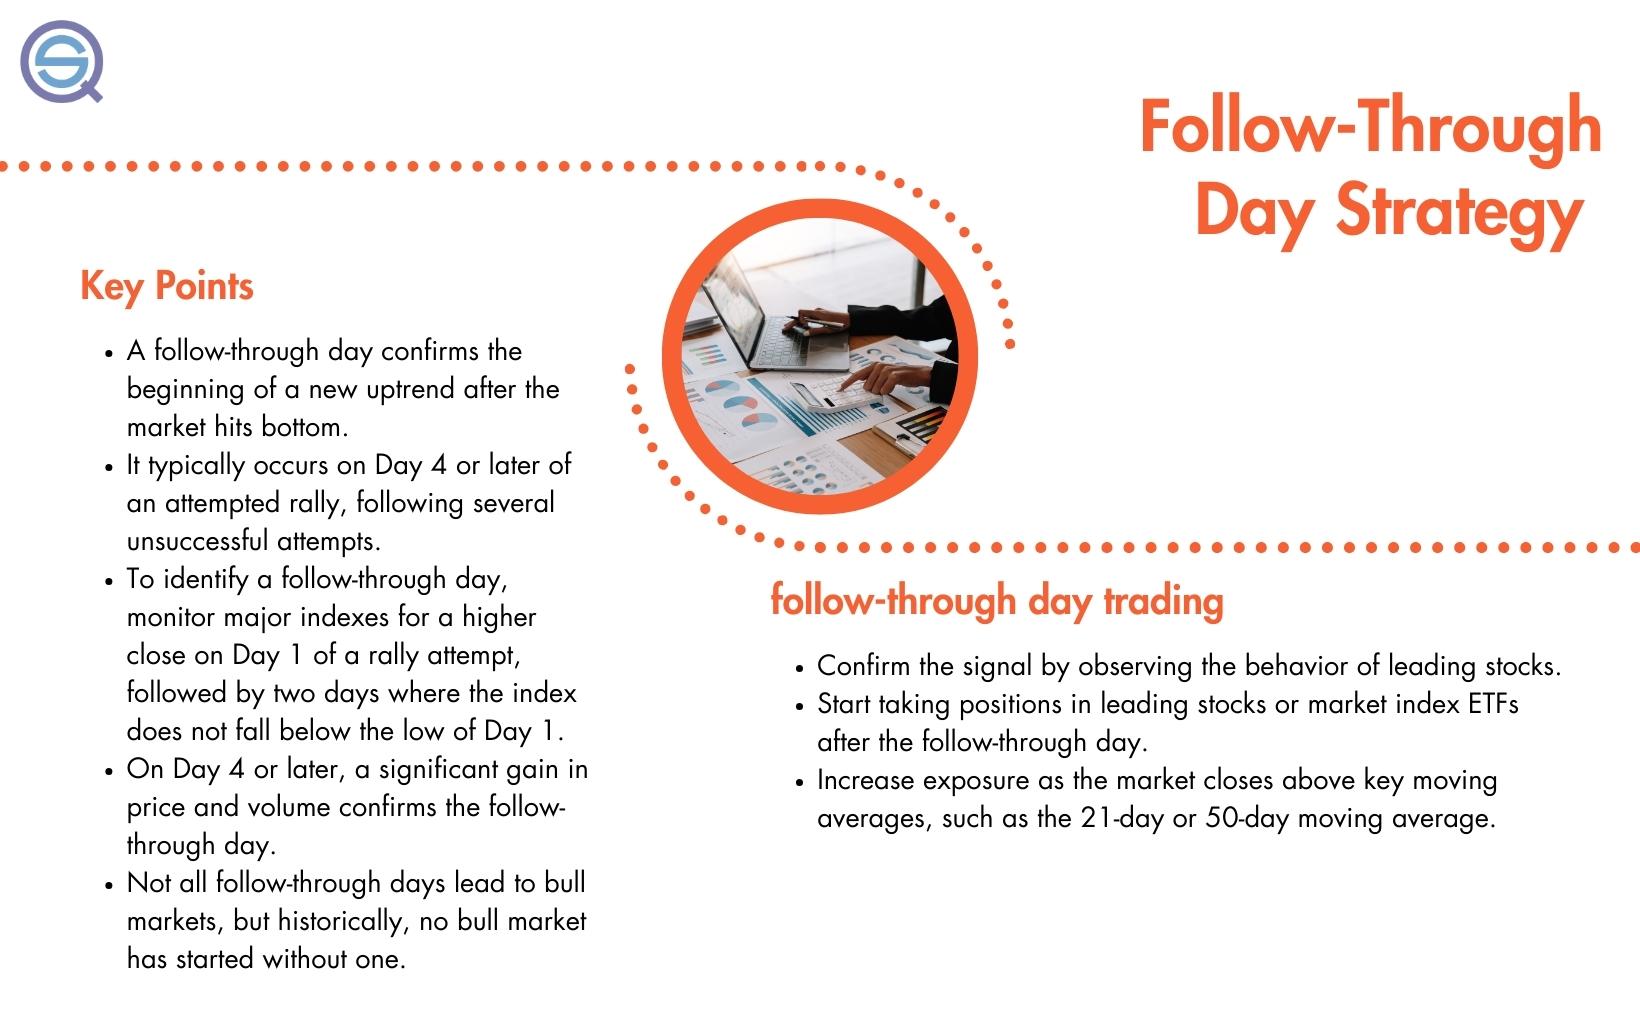 Follow-Through
Day Strategy
Key Points
• A follow-through day confirms the
beginning of a new uptrend after the
market hits bottom.
• It typically occurs on Day 4 or later of
an attempted rally, following several
unsuccessful attempts.
• To identify a follow-through day,
monitor major indexes for a higher
close on Day 1 of a rally attempt,
followed by two days where the index
does not fall below the low of Day 1.
• On Day 4 or later, a significant gain in
price and volume confirms the follow-
through day.
• Not all follow-through days lead to bull
markets, but historically, no bull market
has started without one.
follow-through day trading
• Confirm the signal by observing the behavior of leading stocks.
• Start taking positions in leading stocks or market index ETFs
after the follow-through day.
• Increase exposure as the market closes above key moving
averages, such as the 21-day or 50-day moving average.